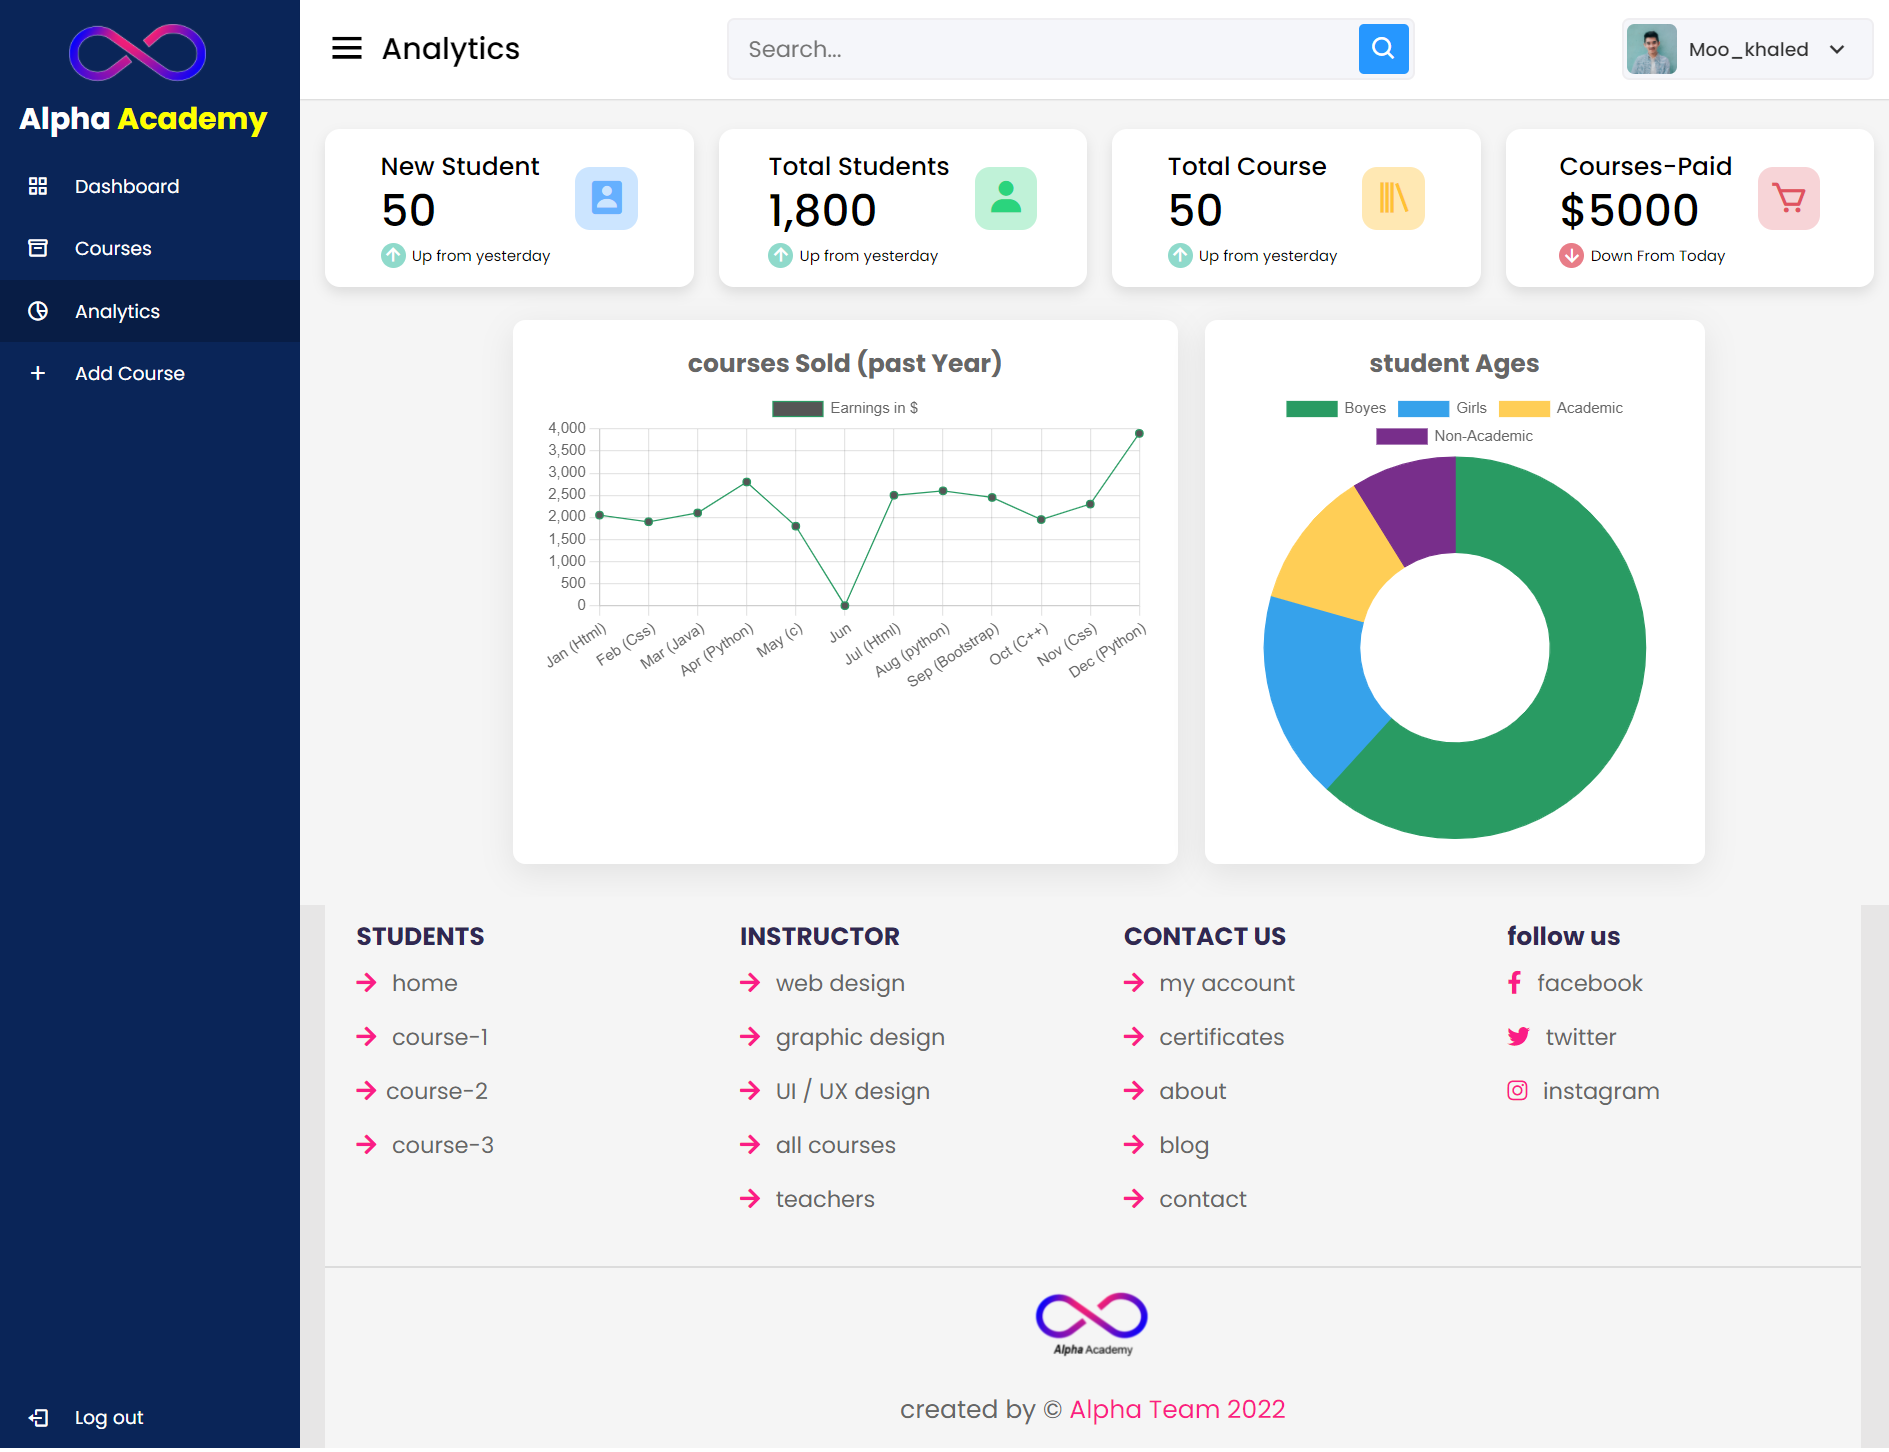 Alpha Academy
Dashboard
Courses
Analytics
Add Course
Log out
Analytics
Search...
Moo_khaled
New Student
50
Up from yesterday
Total Students
1,800
Up from yesterday
Total Course
50
Up from yesterday
Courses-Paid
$5000
Down From Today
courses Sold (past Year)
Earnings in $
4,000
3,500
3,000
2,500
2,000
1,500
1,000
500
0
Jan (Html)
Feb (Css)
Mar (Java)
Apr (Python)
May (c)
Jun
Jul (Html)
Aug (python)
Sep (Bootstrap)
Oct (C++)
Nov (Css)
Dec (Python)
student Ages
Boyes Girls Academic
Non-Academic
STUDENTS
home
course-1
course-2
course-3
INSTRUCTOR
web design
graphic design
UI / UX design
all courses
teachers
CONTACT US
my account
certificates
about
blog
contact
follow us
facebook
twitter
instagram
Alpha Academy
created by © Alpha Team 2022